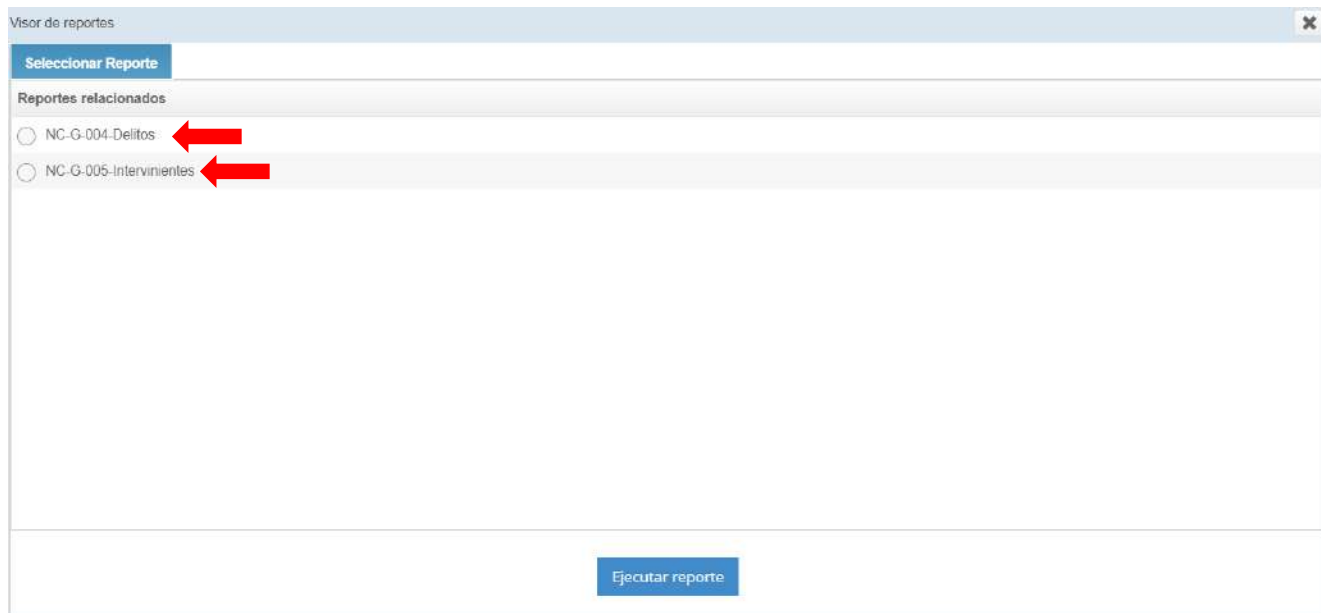 Visor de reportes
Seleccionar Reporte
Reportes relacionados
NC-G-004-Delitos
NC-G-005-Intervinientes
Ejecutar reporte